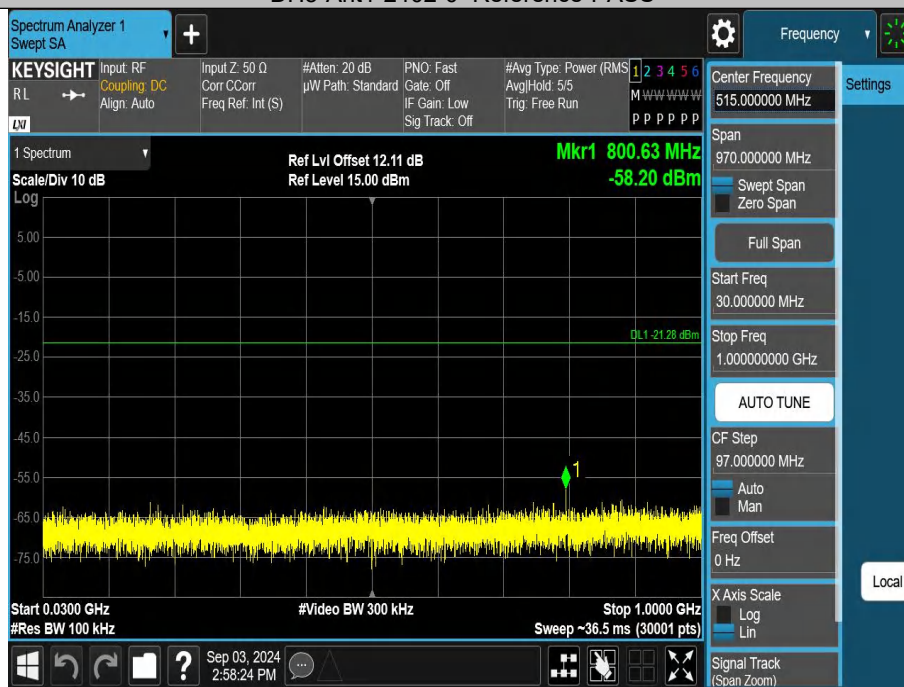 Spectrum Analyzer 1
Swept SA
Frequency
KEYSIGHT
RL
LXI
Input: RF
Coupling: DC
Align: Auto
Input Z: 50 Ω
Corr CCorr
Freq Ref: Int (S)
#Atten: 20 dB
µW Path: Standard
PNO: Fast
Gate: Off
IF Gain: Low
Sig Track: Off
#Avg Type: Power (RMS
Avg|Hold: 5/5
Trig: Free Run
1 2 3 4 5 6
M W W W W W
P P P P P P
Center Frequency
515.000000 MHz
Settings
1 Spectrum
Scale/Div 10 dB
Log
Ref Lvl Offset 12.11 dB
Ref Level 15.00 dBm
Mkr1 800.63 MHz
-58.20 dBm
Span
970.000000 MHz
Swept Span
Zero Span
Full Span
Start Freq
30.000000 MHz
Stop Freq
1.000000000 GHz
AUTO TUNE
CF Step
97.000000 MHz
Auto
Man
Freq Offset
0 Hz
X Axis Scale
Log
Lin
Signal Track
(Span Zoom)
Local
5.00
-5.00
-15.0
DL1 -21.28 dBm
-25.0
-35.0
-45.0
1
-55.0
-65.0
-75.0
Start 0.0300 GHz
#Video BW 300 kHz
Stop 1.0000 GHz
#Res BW 100 kHz
Sweep ~36.5 ms (30001 pts)
?
Sep 03, 2024
2:58:24 PM